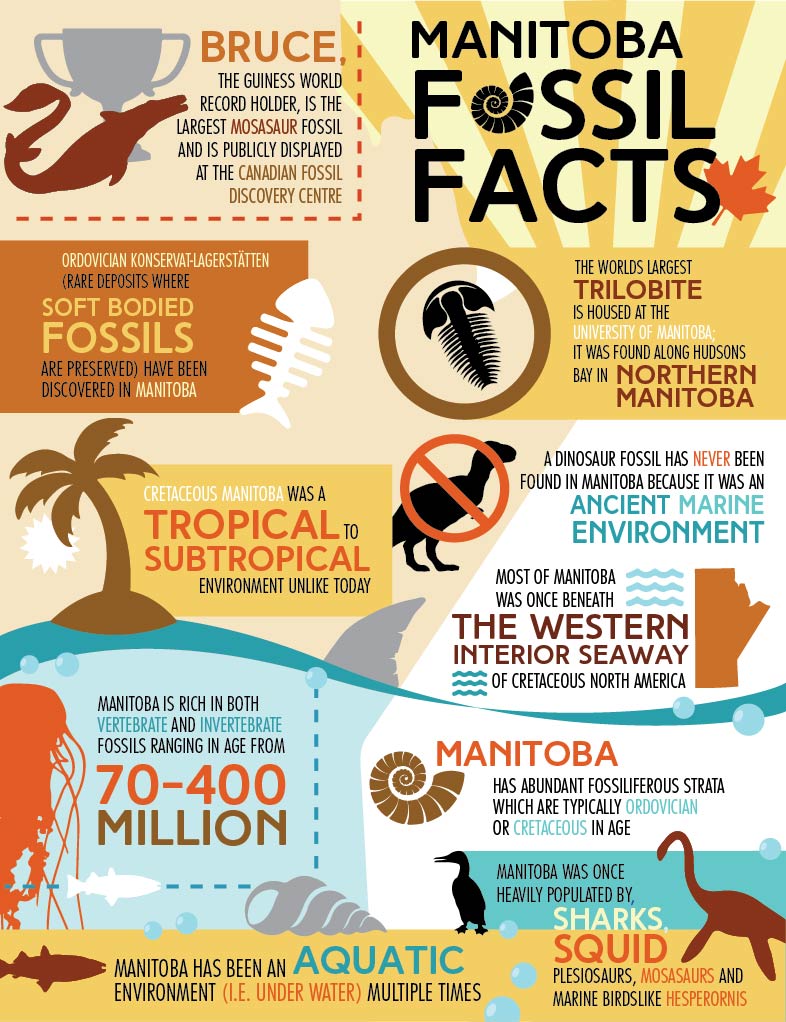 BRUCE,
THE GUINESS WORLD
RECORD HOLDER, IS THE
LARGEST MOSASAUR FOSSIL
AND IS PUBLICLY DISPLAYED
AT THE CANADIAN FOSSIL
DISCOVERY CENTRE
MANITOBA
FOSSIL
FACTS
ORDOVICIAN KONSERVAT-LAGERSTÄTTEN
(RARE DEPOSITS WHERE
SOFT BODIED
FOSSILS
ARE PRESERVED) HAVE BEEN
DISCOVERED IN MANITOBA
THE WORLDS LARGEST
TRILOBITE
IS HOUSED AT THE
UNIVERSITY OF MANITOBA;
IT WAS FOUND ALONG HUDSONS
BAY IN NORTHERN
MANITOBA
CRETACEOUS MANITOBA WAS A
TROPICAL TO
SUBTROPICAL
ENVIRONMENT UNLIKE TODAY
A DINOSAUR FOSSIL HAS NEVER BEEN
FOUND IN MANITOBA BECAUSE IT WAS AN
ANCIENT MARINE
ENVIRONMENT
MOST OF MANITOBA
WAS ONCE BENEATH
THE WESTERN
INTERIOR SEAWAY
OF CRETACEOUS NORTH AMERICA
MANITOBA IS RICH IN BOTH
VERTEBRATE AND INVERTEBRATE
FOSSILS RANGING IN AGE FROM
70-400
MILLION
MANITOBA
HAS ABUNDANT FOSSILIFEROUS STRATA
WHICH ARE TYPICALLY ORDOVICIAN
OR CRETACEOUS IN AGE
MANITOBA WAS ONCE
HEAVILY POPULATED BY,
SHARKS,
SQUID
PLESIOSAURS, MOSASAURS AND
MARINE BIRDSLIKE HESPERORNIS
MANITOBA HAS BEEN AN AQUATIC
ENVIRONMENT (I.E. UNDER WATER) MULTIPLE TIMES